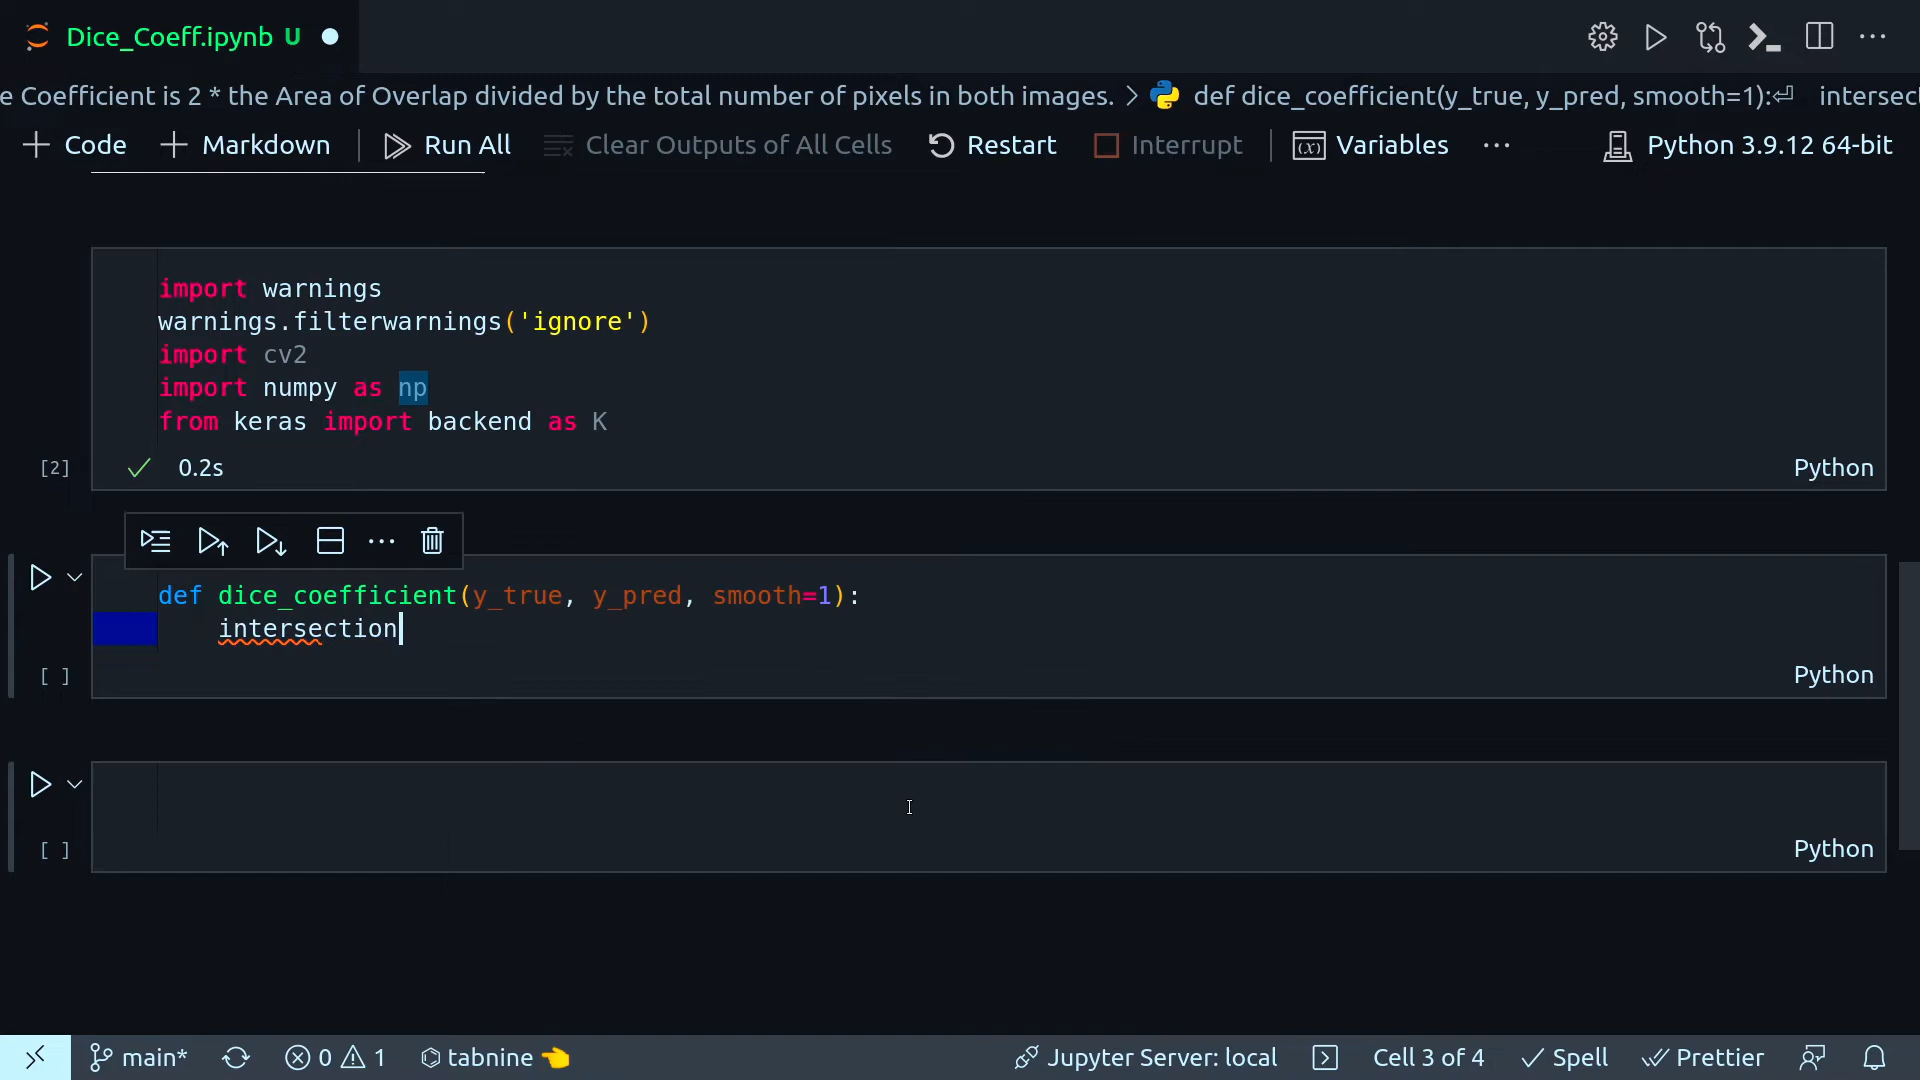 Dice_Coeff.ipynb U
e Coefficient is 2 * the Area of Overlap divided by the total number of pixels in both images. > def dice_coefficient(y_true, y_pred, smooth=1):⏎ intersect
+ Code + Markdown Run All Clear Outputs of All Cells Restart Interrupt (x) Variables ... Python 3.9.12 64-bit
import warnings
warnings.filterwarnings('ignore')
import cv2
import numpy as np
from keras import backend as K
[2] 0.2s Python
def dice_coefficient(y_true, y_pred, smooth=1):
intersection
[ ] Python
[ ] Python
main* 0 1 tabnine Jupyter Server: local Cell 3 of 4 Spell Prettier